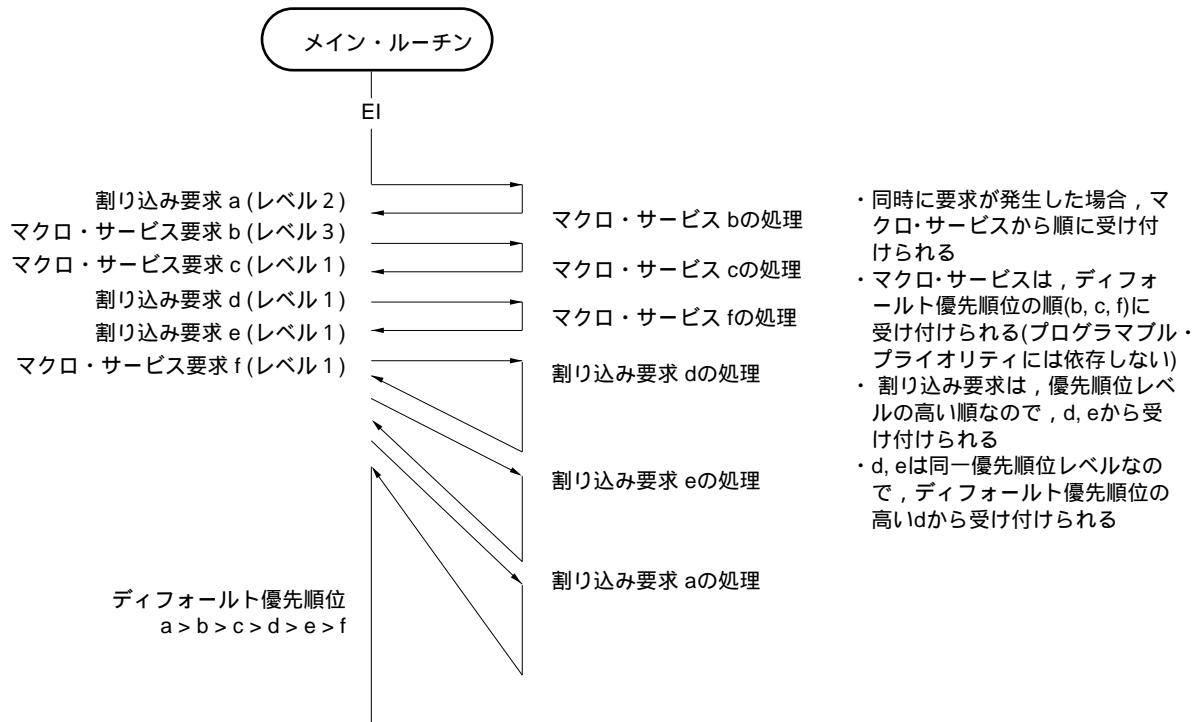 メイン・ルーチン
EI
割り込み要求 a (レベル 2 )
マクロ・サービス要求 b (レベル 3 )
マクロ・サービス要求 c (レベル 1 )
割り込み要求 d (レベル 1 )
割り込み要求 e (レベル 1 )
マクロ・サービス要求 f (レベル 1 )
マクロ・サービス bの処理
マクロ・サービス cの処理
マクロ・サービス fの処理
割り込み要求 dの処理
割り込み要求 eの処理
割り込み要求 aの処理
ディフォールト優先順位
a > b > c > d > e > f
・同時に要求が発生した場合，マ
クロ・サービスから順に受け付
けられる
・マクロ・サービスは，ディフォ
ールト優先順位の順(b, c, f)に
受け付けられる(プログラマブル・
プライオリティには依存しない)
・ 割り込み要求は，優先順位レベ
ルの高い順なので，d, eから受
け付けられる
・d, eは同一優先順位レベルなの
で，ディフォールト優先順位の
高いdから受け付けられる